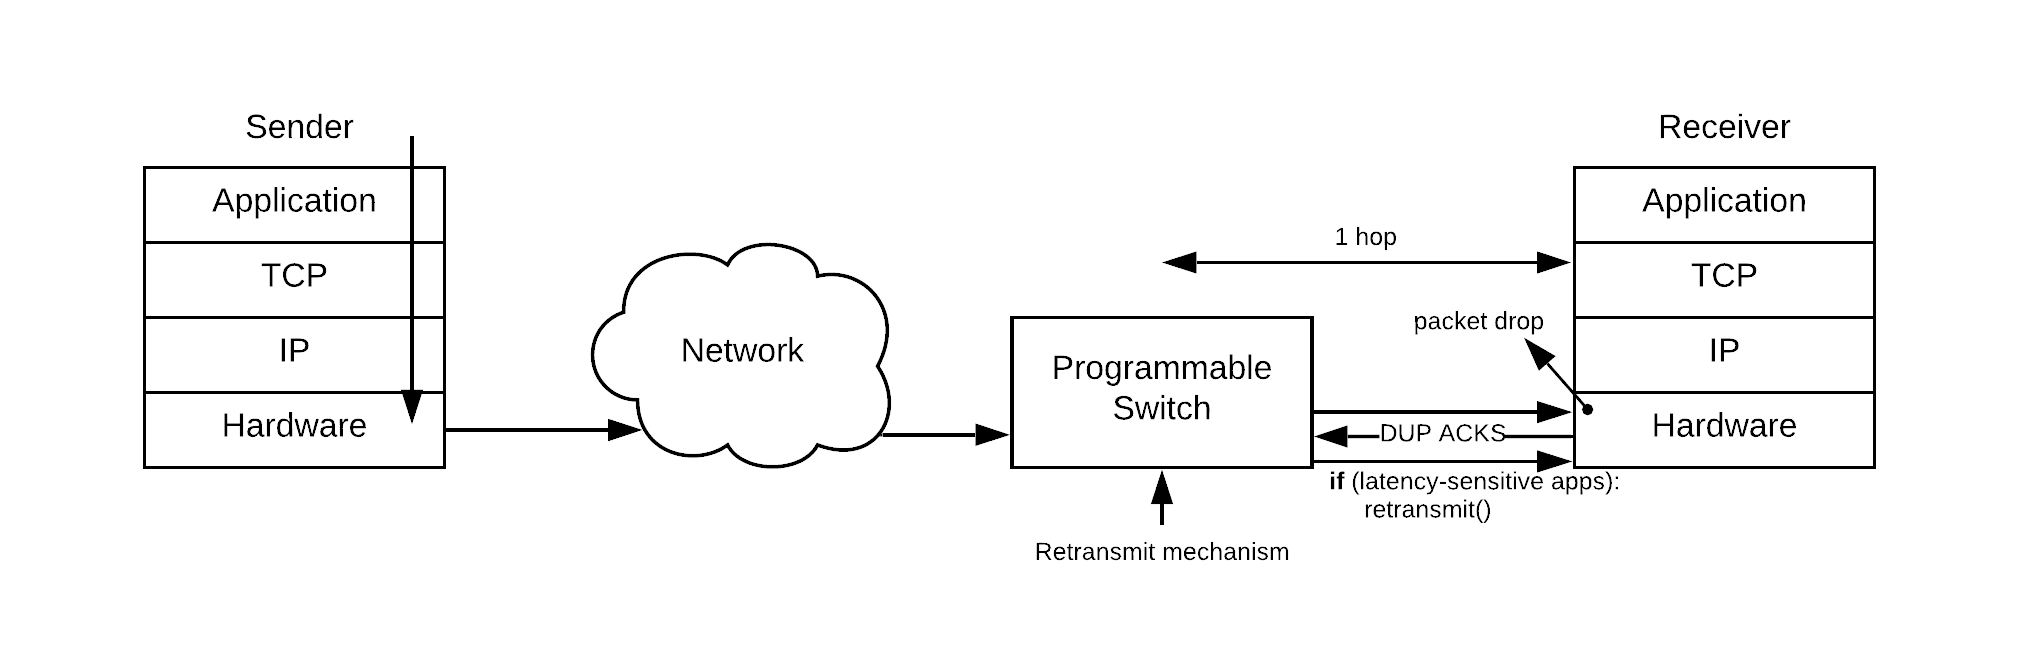 Sender
Application
TCP
IP
Hardware
Network
Programmable
Switch
Retransmit mechanism
1 hop
packet drop
DUP ACKS
if (latency-sensitive apps):
retransmit()
Receiver
Application
TCP
IP
Hardware